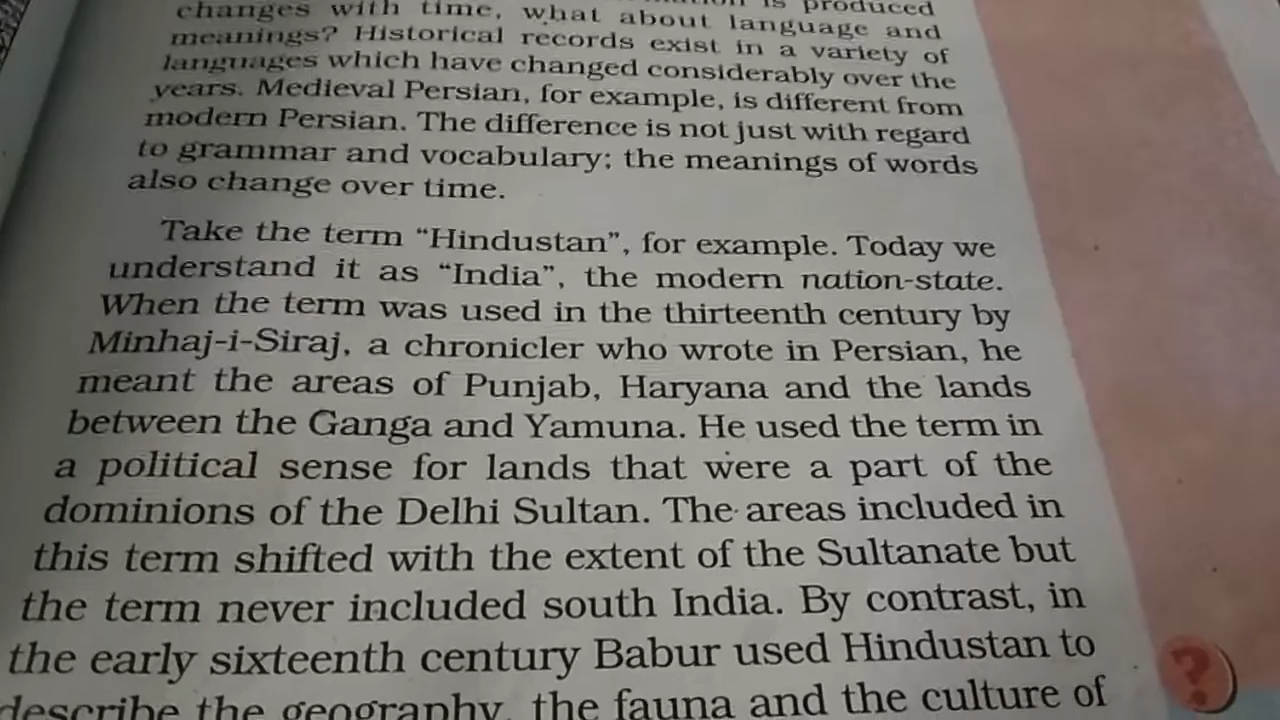 is produced
changes with time, what about language and
meanings? Historical records exist in a variety of
languages which have changed considerably over the
years. Medieval Persian, for example, is different from
modern Persian. The difference is not just with regard
to grammar and vocabulary; the meanings of words
also change over time.
Take the term “Hindustan”, for example. Today we
understand it as “India”, the modern nation-state.
When the term was used in the thirteenth century by
Minhaj-i-Siraj, a chronicler who wrote in Persian, he
meant the areas of Punjab, Haryana and the lands
between the Ganga and Yamuna. He used the term in
a political sense for lands that were a part of the
dominions of the Delhi Sultan. The areas included in
this term shifted with the extent of the Sultanate but
the term never included south India. By contrast, in
the early sixteenth century Babur used Hindustan to
describe the geography, the fauna and the culture of
?